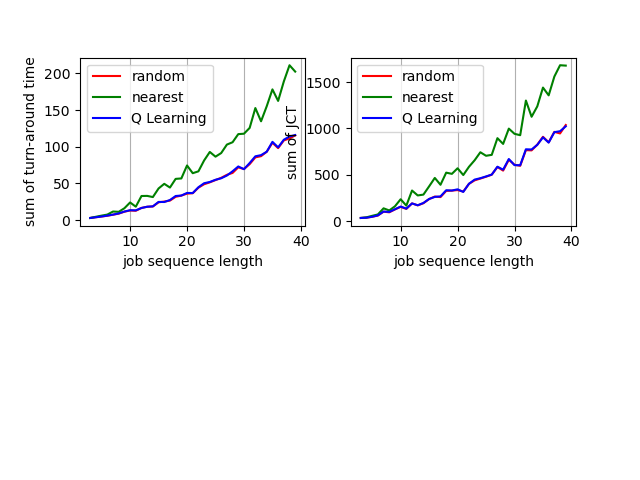 sum of turn-around time
200
150
100
50
0
random
nearest
Q Learning
10
20
30
40
job sequence length
sum of JCT
1500
1000
500
0
random
nearest
Q Learning
10
20
30
40
job sequence length